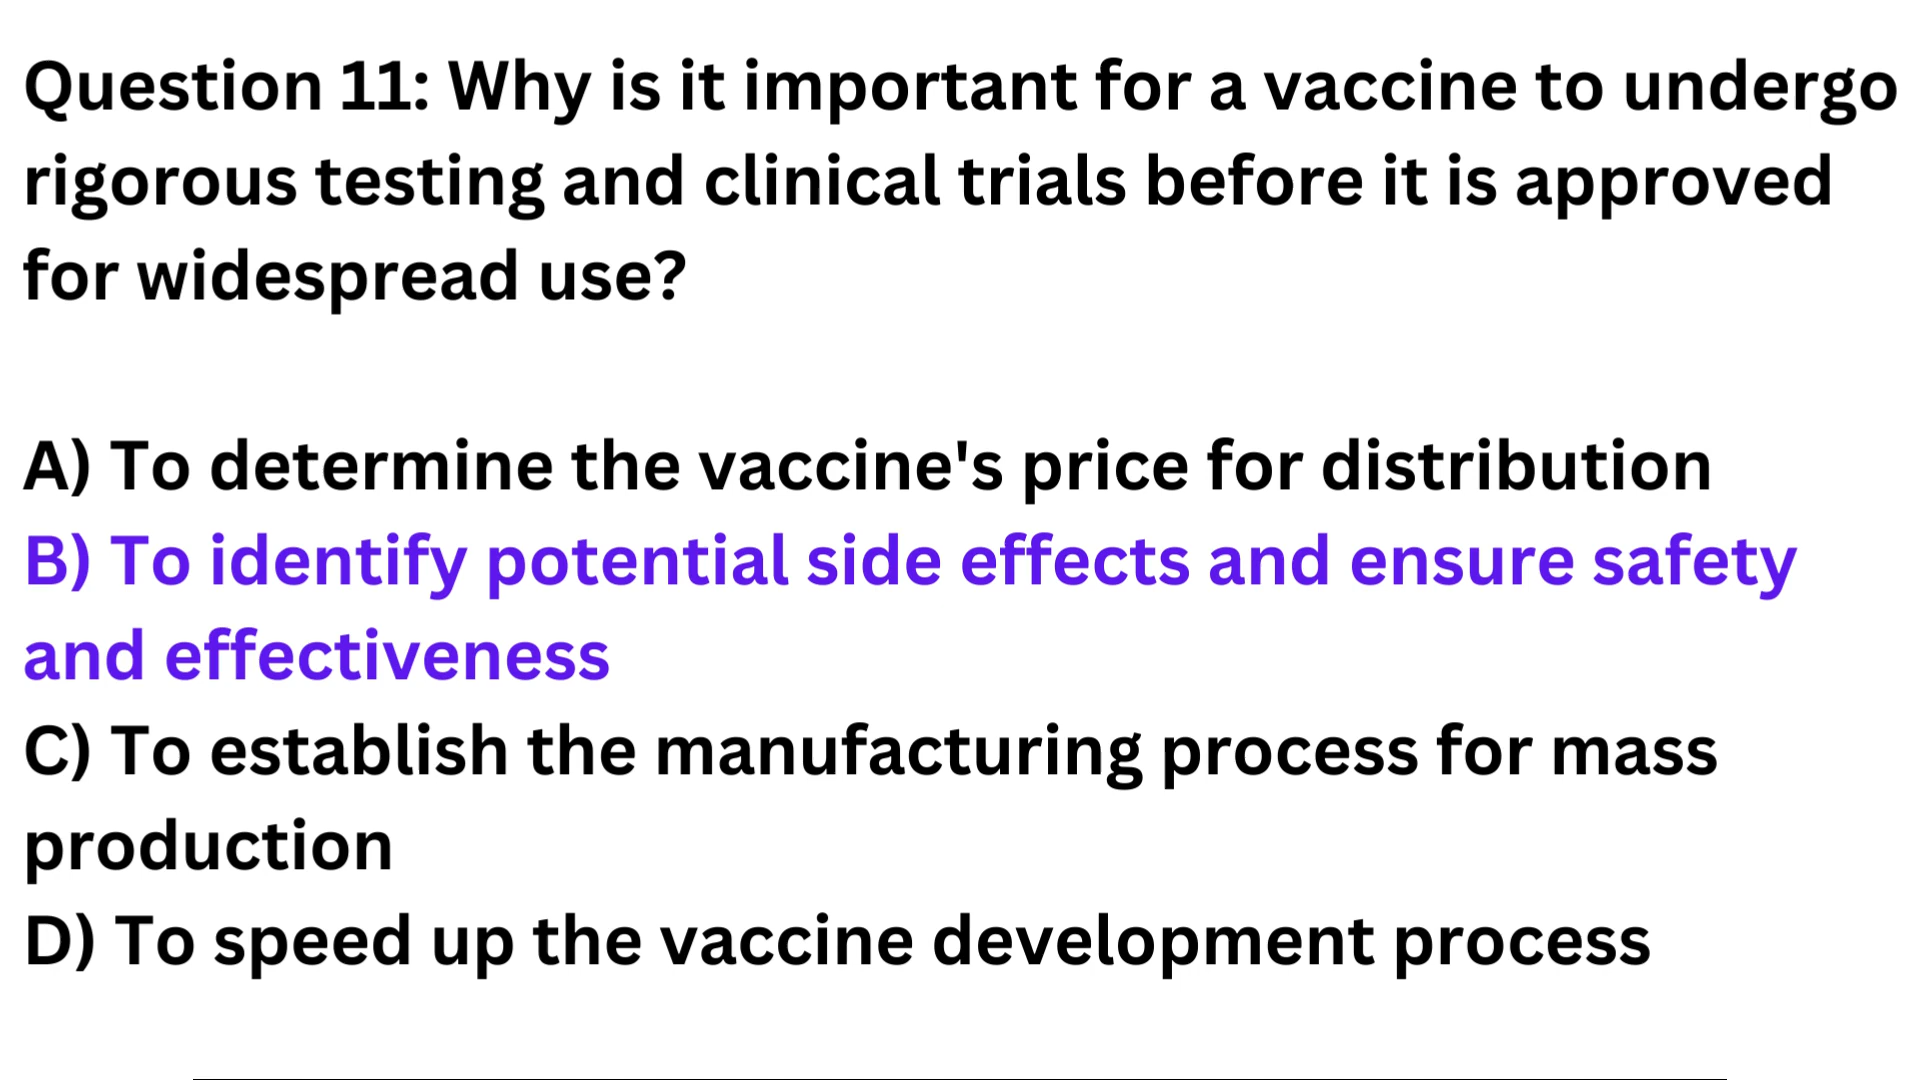 Question 11: Why is it important for a vaccine to undergo
rigorous testing and clinical trials before it is approved
for widespread use?
A) To determine the vaccine's price for distribution
B) To identify potential side effects and ensure safety
and effectiveness
C) To establish the manufacturing process for mass
production
D) To speed up the vaccine development process